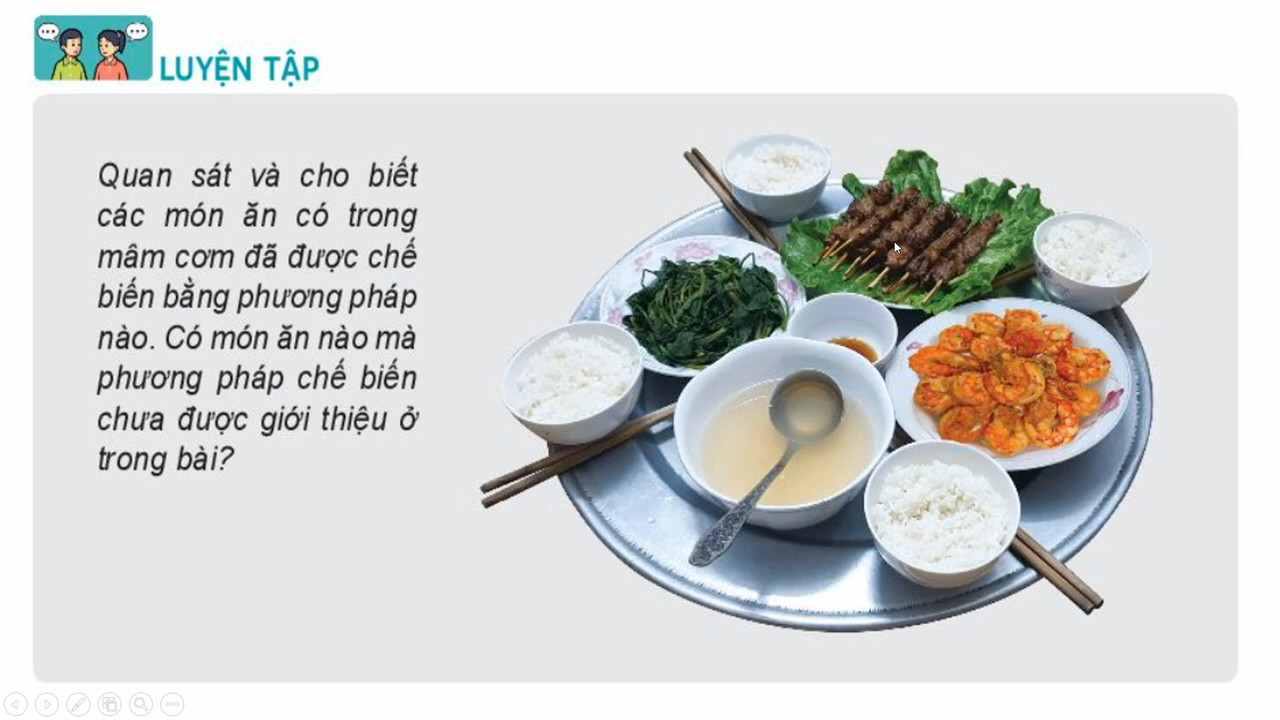 LUYỆN TẬP
Quan sát và cho biết
các món ăn có trong
mâm cơm đã được chế
biến bằng phương pháp
nào. Có món ăn nào mà
phương pháp chế biến
chưa được giới thiệu ở
trong bài?